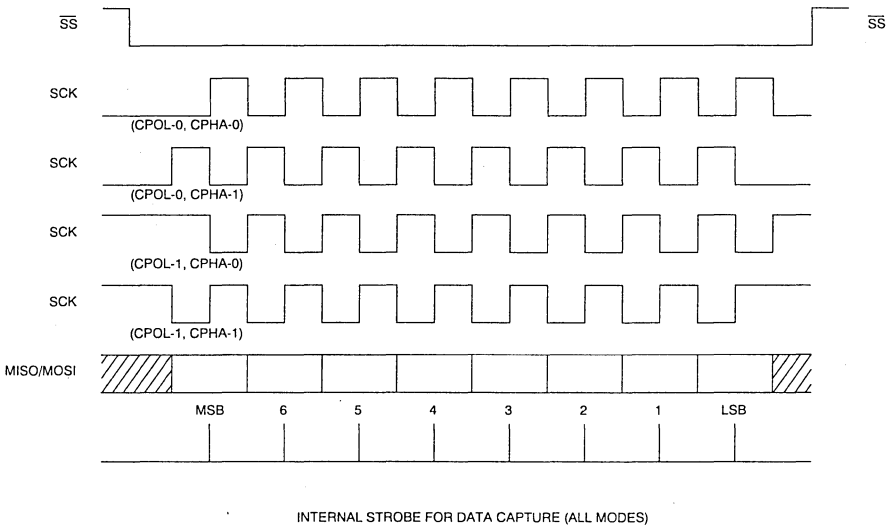 SS SS
SCK
(CPOL-0, CPHA-0)
SCK
(CPOL-0, CPHA-1)
SCK
(CPOL-1, CPHA-0)
SCK
(CPOL-1, CPHA-1)
MISO/MOSI
MSB 6 5 4 3 2 1 LSB
INTERNAL STROBE FOR DATA CAPTURE (ALL MODES)